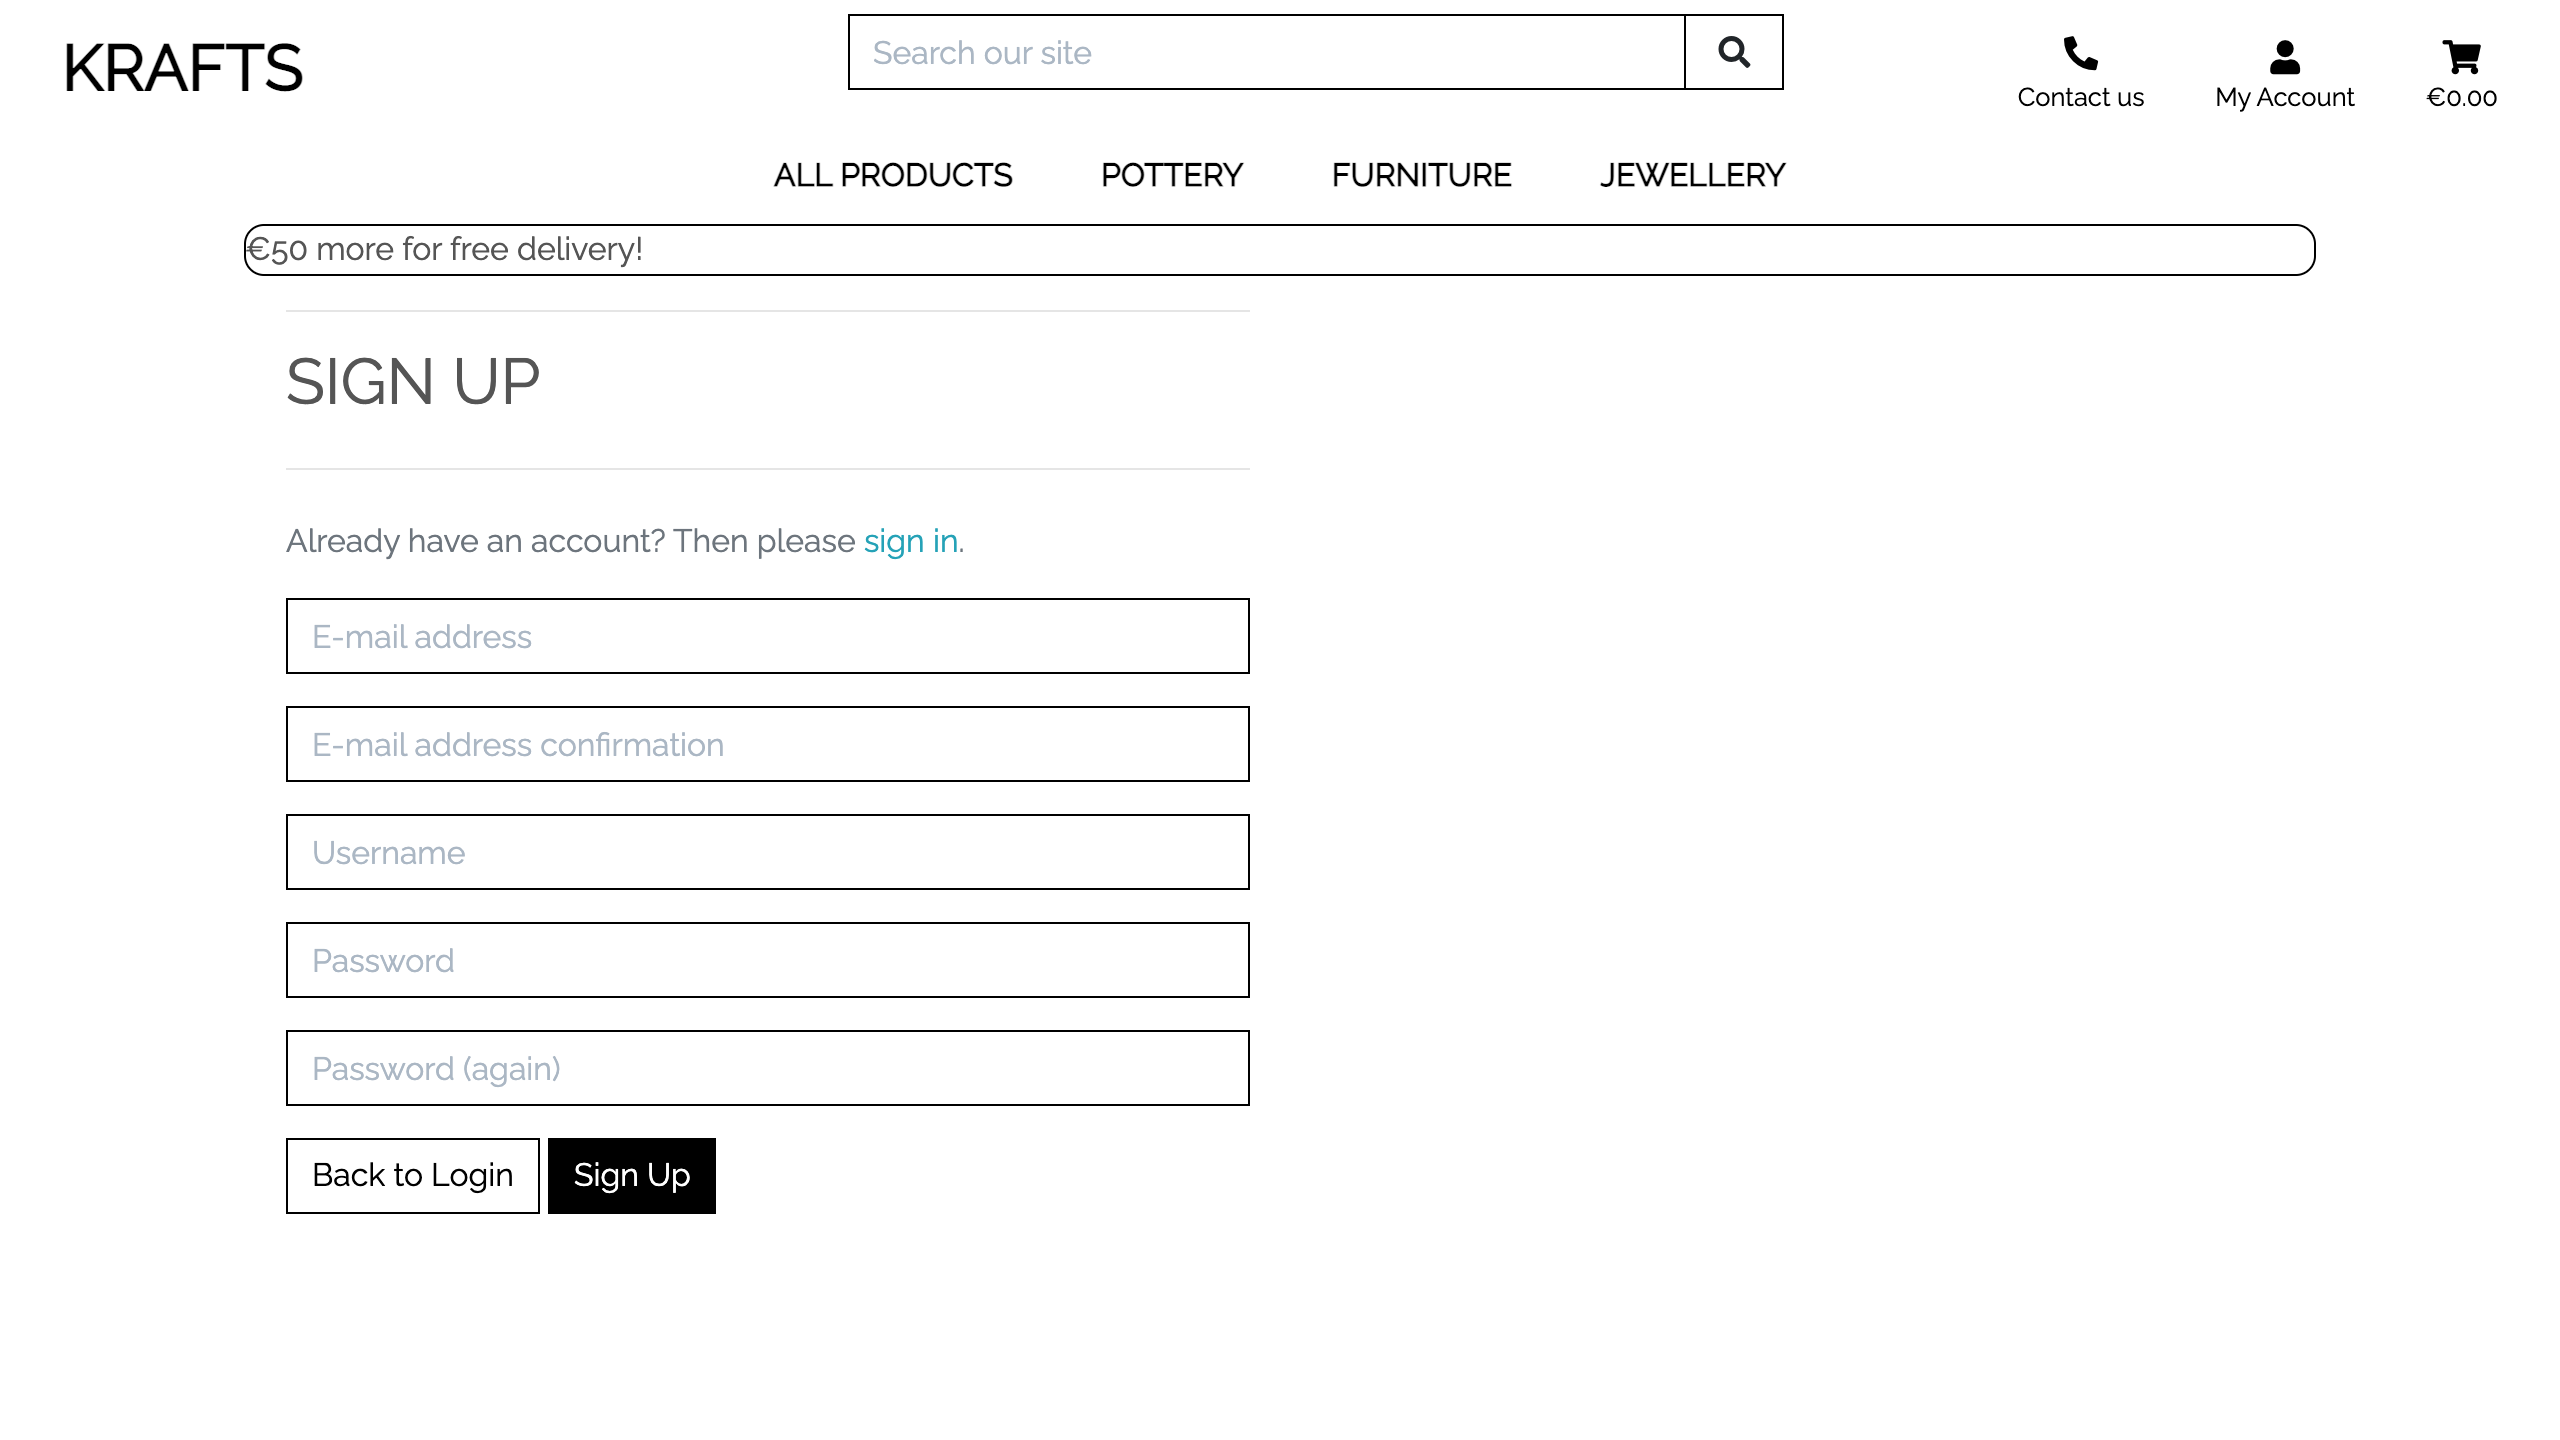 KRAFTS
Search our site
Contact us
My Account
€0.00
ALL PRODUCTS
POTTERY
FURNITURE
JEWELLERY
€50 more for free delivery!
SIGN UP
Already have an account? Then please sign in.
E-mail address
E-mail address confirmation
Username
Password
Password (again)
Back to Login
Sign Up